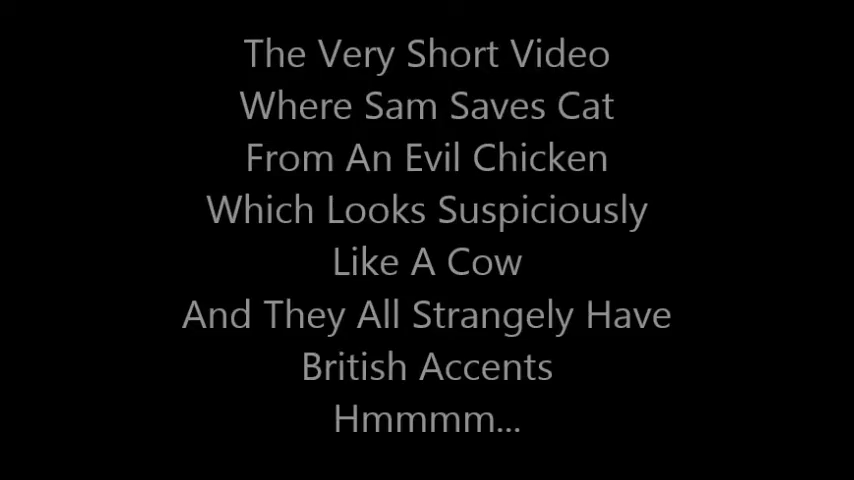 The Very Short Video
Where Sam Saves Cat
From An Evil Chicken
Which Looks Suspiciously
Like A Cow
And They All Strangely Have
British Accents
Hmmmm...